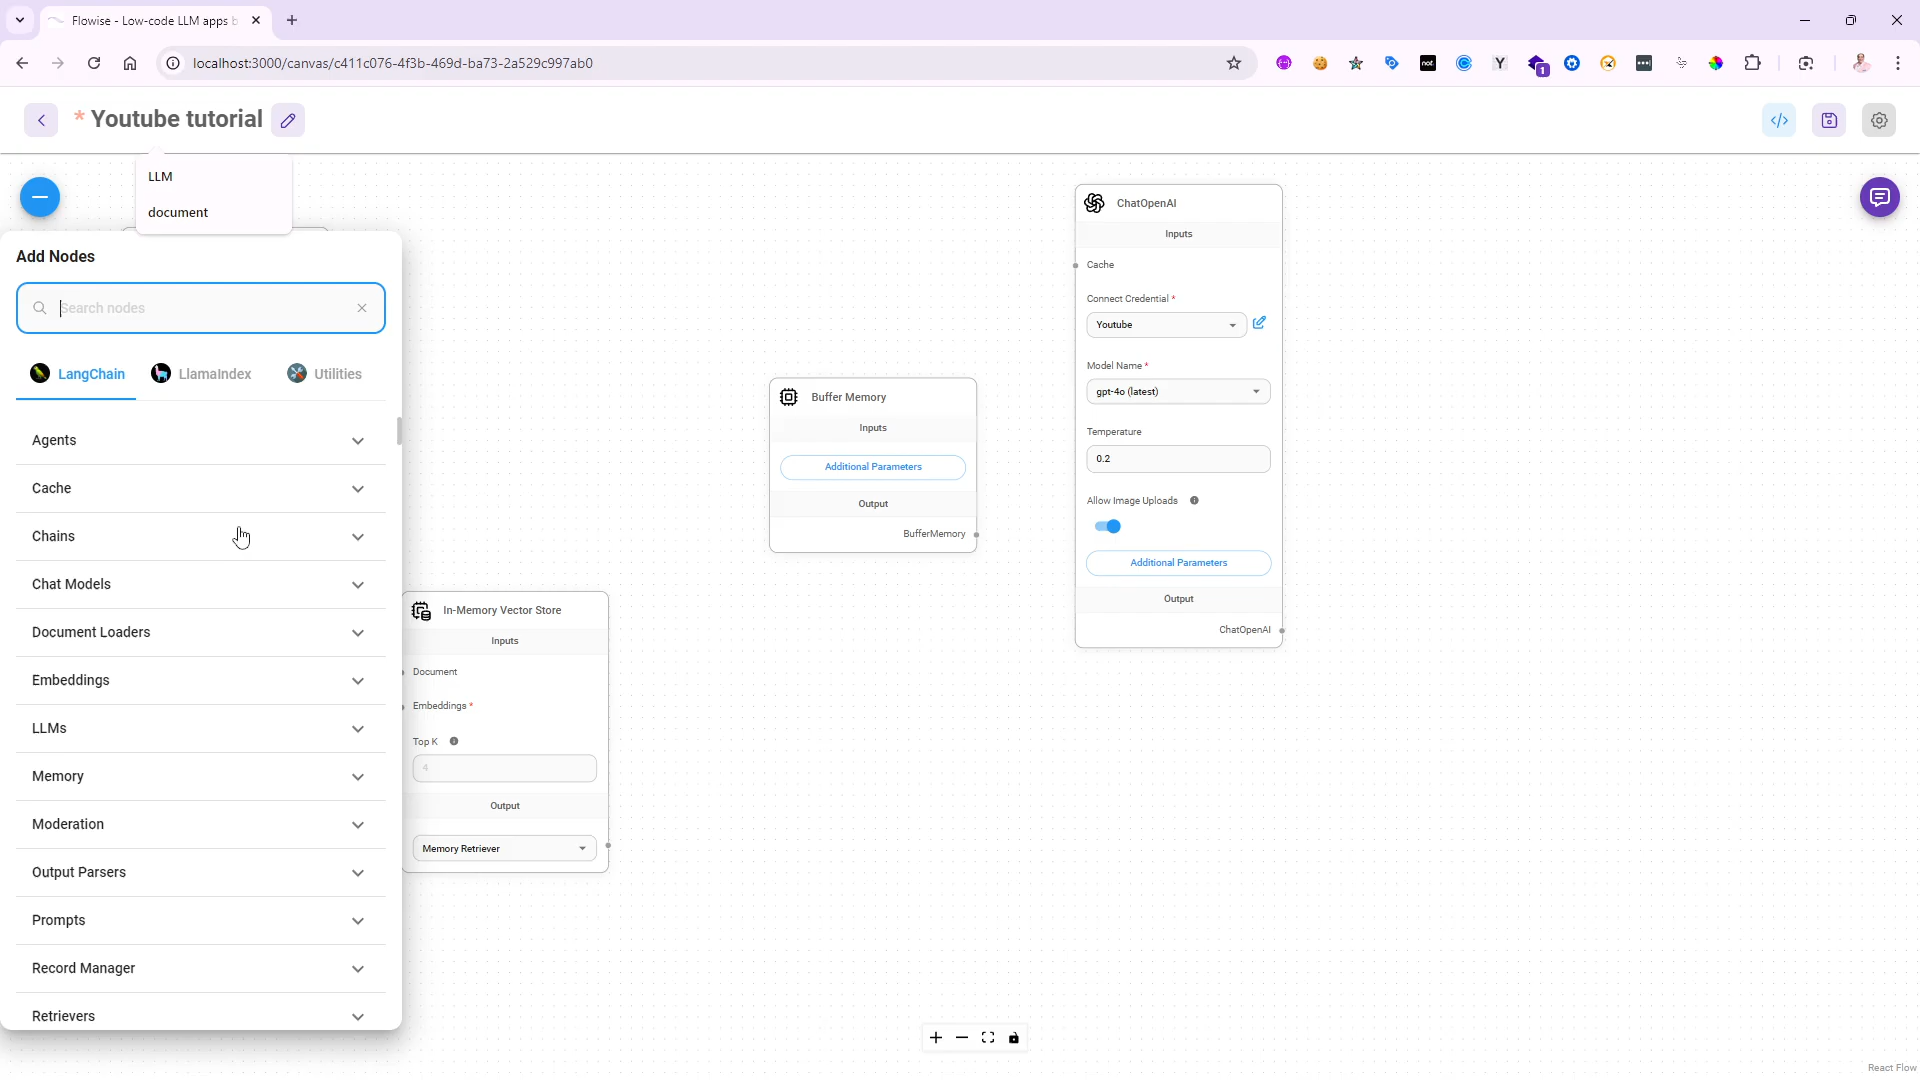 Flowise - Low-code LLM apps b
localhost:3000/canvas/c411c076-4f3b-469d-ba73-2a529c997ab0
* Youtube tutorial
LLM
document
Add Nodes
Search nodes
LangChain
LlamaIndex
Utilities
Agents
Cache
Chains
Chat Models
Document Loaders
Embeddings
LLMs
Memory
Moderation
Output Parsers
Prompts
Record Manager
Retrievers
In-Memory Vector Store
Inputs
Document
Embeddings *
Top K
4
Output
Memory Retriever
Buffer Memory
Inputs
Additional Parameters
Output
BufferMemory
ChatOpenAI
Inputs
Cache
Connect Credential *
Youtube
Model Name *
gpt-4o (latest)
Temperature
0.2
Allow Image Uploads
Additional Parameters
Output
ChatOpenAI
React Flow